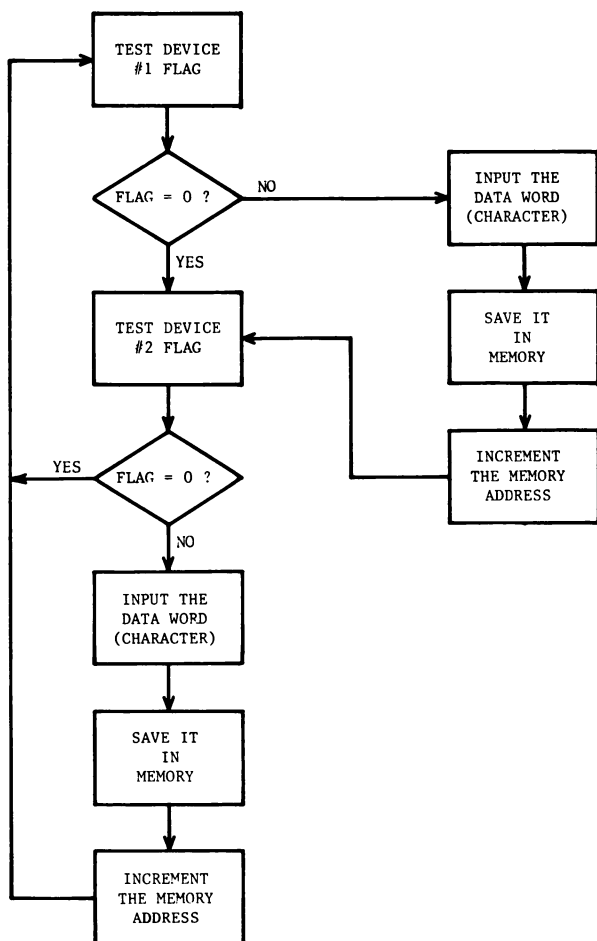 TEST DEVICE
#1 FLAG
FLAG = 0 ?
NO
YES
INPUT THE
DATA WORD
(CHARACTER)
SAVE IT
IN
MEMORY
INCREMENT
THE MEMORY
ADDRESS
TEST DEVICE
#2 FLAG
FLAG = 0 ?
YES
NO
INPUT THE
DATA WORD
(CHARACTER)
SAVE IT
IN
MEMORY
INCREMENT
THE MEMORY
ADDRESS